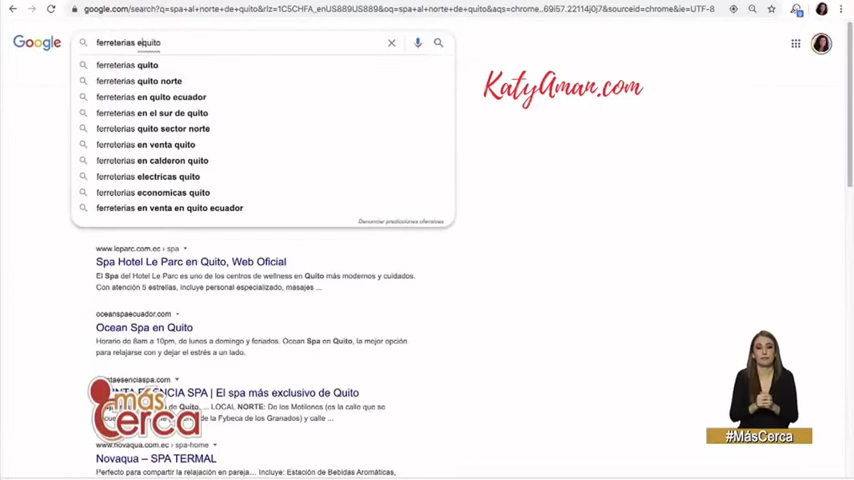 google.com/search?q=spa+al+norte+de+quito&rlz=1C5CHFA_enUS889US889&oq=spa+al+norte+de+quito&aqs=chrome..69i57.22114j0j7&sourceid=chrome&ie=UTF-8
Google
ferreterias equito
ferreterias quito
ferreterias quito norte
ferreterias en quito ecuador
ferreterias en el sur de quito
ferreterias quito sector norte
ferreterias en venta quito
ferreterias en calderon quito
ferreterias electricas quito
ferreterias economicas quito
ferreterias en venta en quito ecuador
Denunciar predicciones ofensivas
KatyAman.com
www.leparc.com.ec › spa
Spa Hotel Le Parc en Quito, Web Oficial
El Spa del Hotel Le Parc es uno de los centros de wellness en Quito más modernos y cuidados.
Con atención 5 estrellas, incluye personal especializado, masajes ...
oceanspaecuador.com
Ocean Spa en Quito
Horario de 8am a 10pm, de lunes a domingo y feriados. Ocean Spa en Quito, la mejor opción
para relajarse con y dejar el estrés a un lado.
SPA | El spa más exclusivo de Quito
de Quito, ... LOCAL NORTE: De los Motilones (es la calle que se
de la Fybeca de los Granados) y calle ...
más
Cerca
www.novaqua.com.ec › spa-home
Novaqua – SPA TERMAL
Perfecto para compartir la relajación en pareja... Incluye: Estación de Bebidas Aromáticas,
#MásCerca